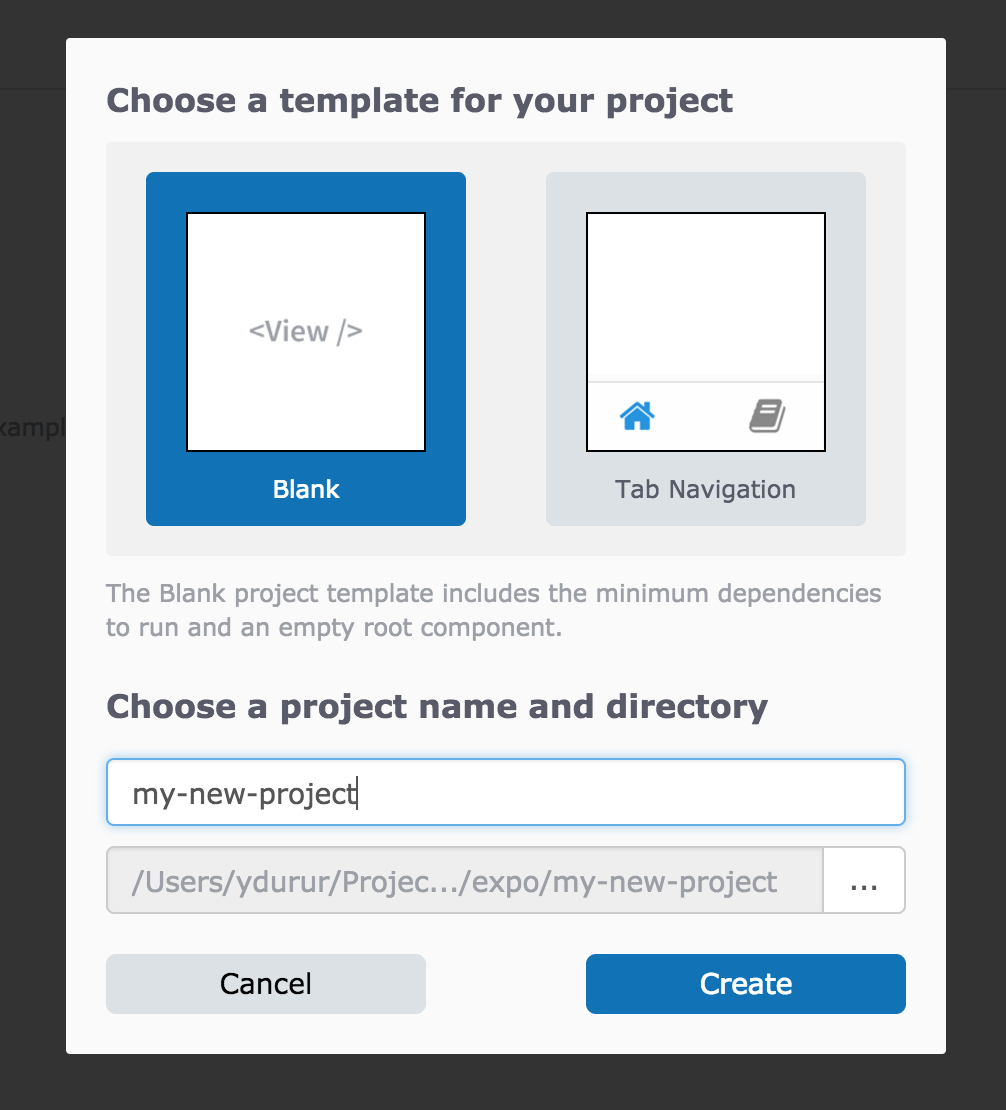 Choose a template for your project
<View />
Blank
Tab Navigation
The Blank project template includes the minimum dependencies
to run and an empty root component.
Choose a project name and directory
my-new-project
/Users/ydurur/Projec.../expo/my-new-project
...
Cancel
Create